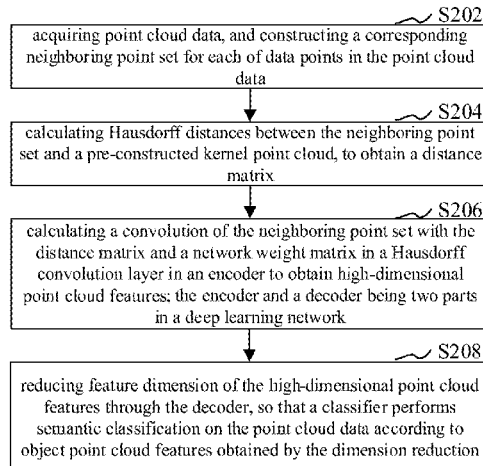 S202
acquiring point cloud data, and constructing a corresponding
neighboring point set for each of data points in the point cloud
data
S204
calculating Hausdorff distances between the neighboring point
set and a pre-constructed kernel point cloud, to obtain a distance
matrix
S206
calculating a convolution of the neighboring point set with the
distance matrix and a network weight matrix in a Hausdorff
convolution layer in an encoder to obtain high-dimensional
point cloud features; the encoder and a decoder being two parts
in a deep learning network
S208
reducing feature dimension of the high-dimensional point cloud
features through the decoder, so that a classifier performs
semantic classification on the point cloud data according to
object point cloud features obtained by the dimension reduction